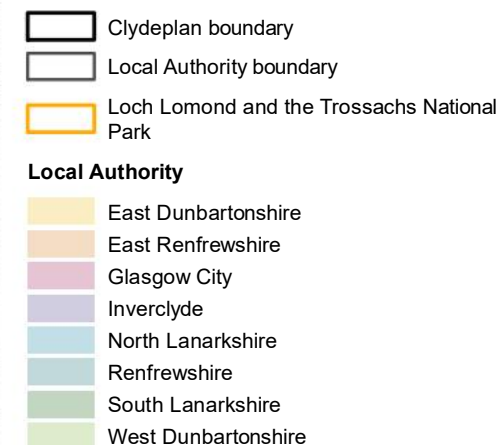 Clydeplan boundary
Local Authority boundary
Loch Lomond and the Trossachs National
Park
Local Authority
East Dunbartonshire
East Renfrewshire
Glasgow City
Inverclyde
North Lanarkshire
Renfrewshire
South Lanarkshire
West Dunbartonshire